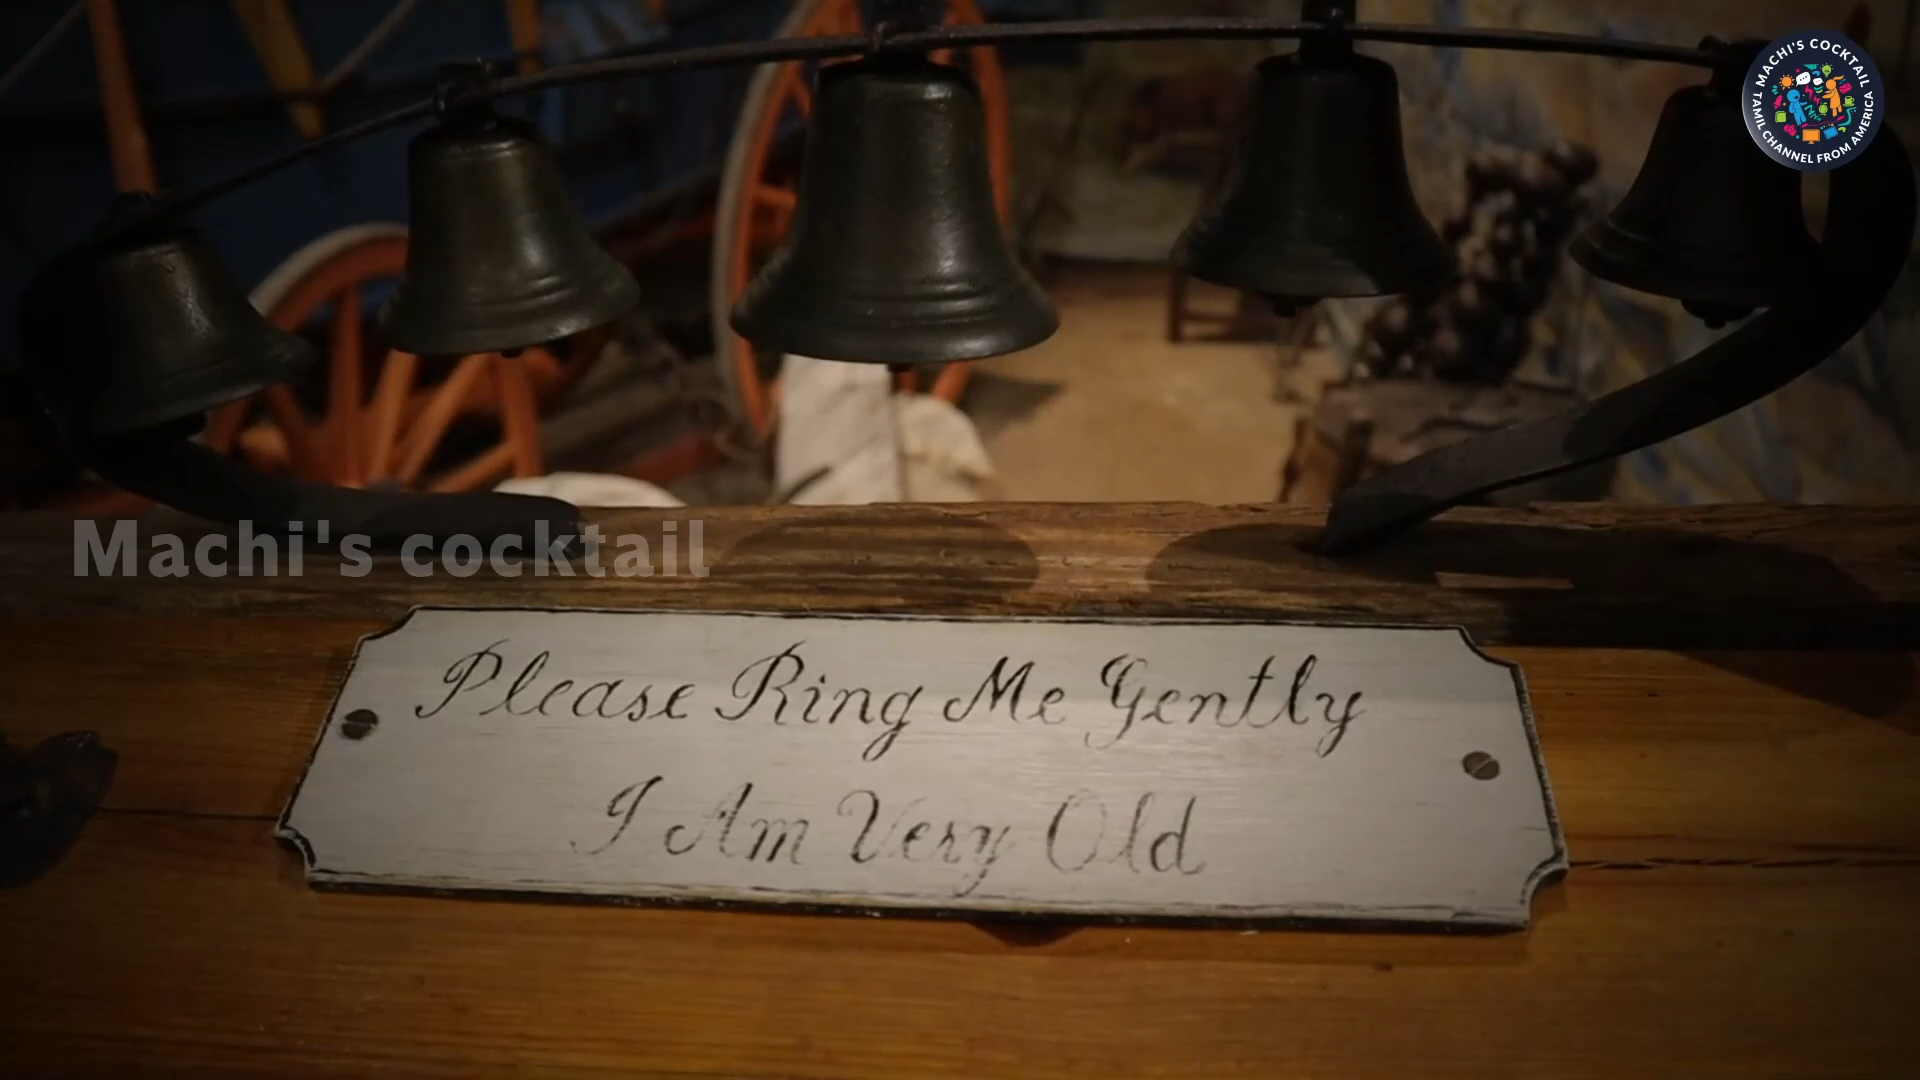 MACHI'S COCKTAIL
TAMIL CHANNEL FROM AMERICA
Machi's cocktail
Please Ring Me Gently
I Am Very Old